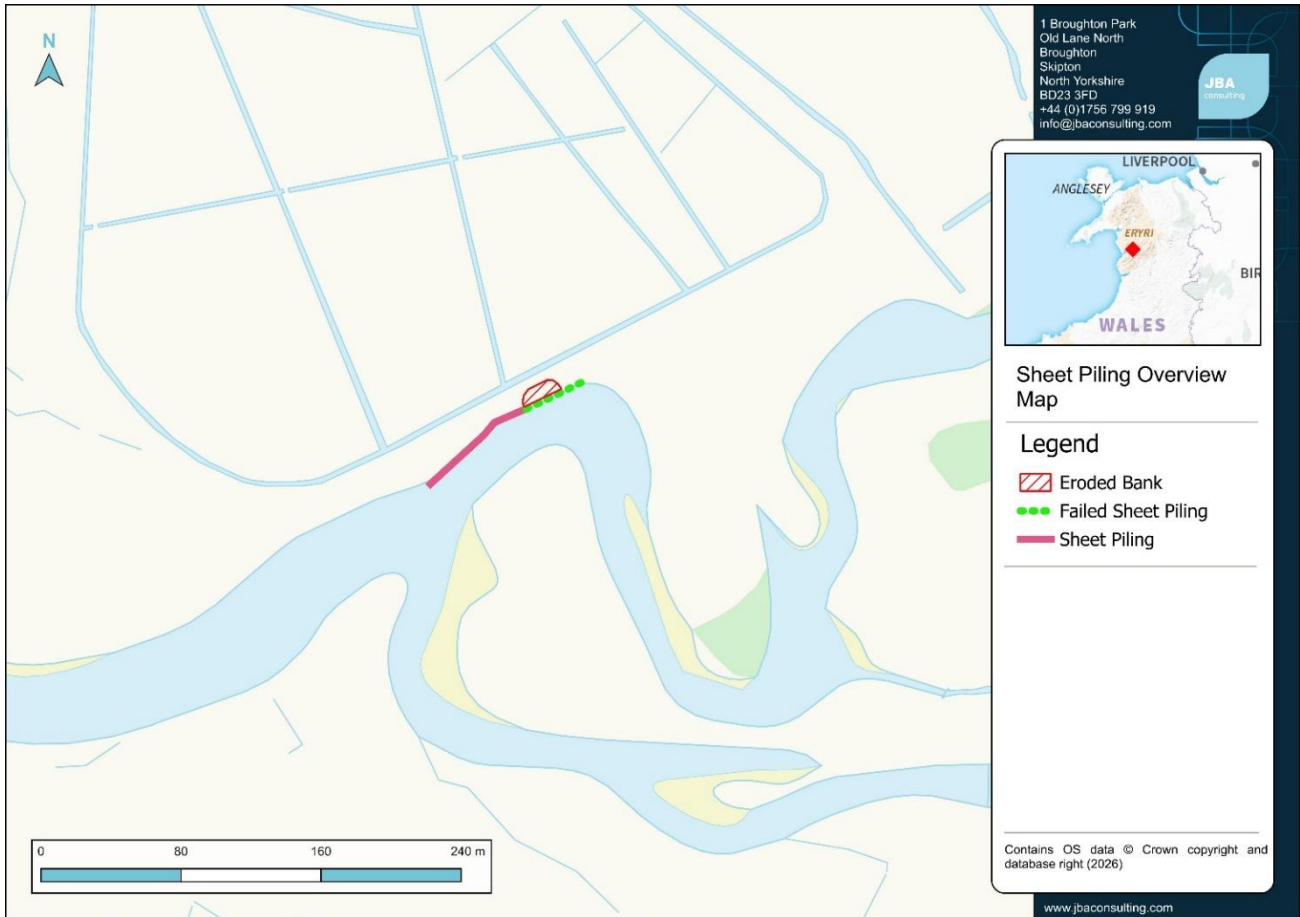 N
1 Broughton Park
Old Lane North
Broughton
Skipton
North Yorkshire
BD23 3FD
+44 (0)1756 799 919
info@jbaconsulting.com
JBA
consulting
LIVERPOOL
ANGLESEY
ERYRI
BIR
WALES
Sheet Piling Overview
Map
Legend
Eroded Bank
Failed Sheet Piling
Sheet Piling
0 80 160 240 m
Contains OS data © Crown copyright and
database right (2026)
www.jbaconsulting.com